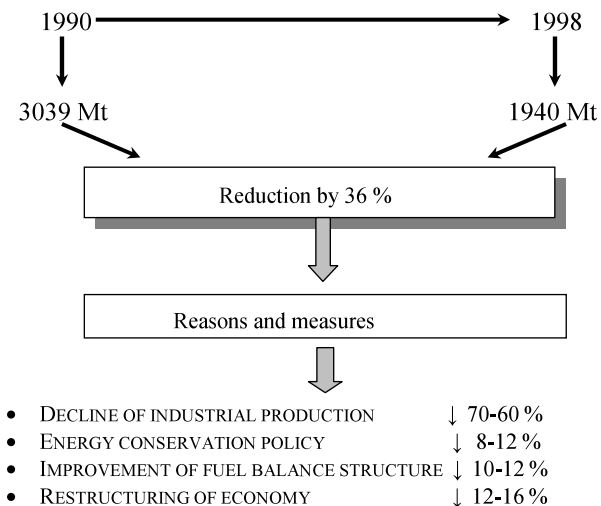 1990 1998
3039 Mt 1940 Mt
Reduction by 36 %
Reasons and measures
• DECLINE OF INDUSTRIAL PRODUCTION ↓ 70-60 %
• ENERGY CONSERVATION POLICY ↓ 8-12 %
• IMPROVEMENT OF FUEL BALANCE STRUCTURE ↓ 10-12 %
• RESTRUCTURING OF ECONOMY ↓ 12-16 %